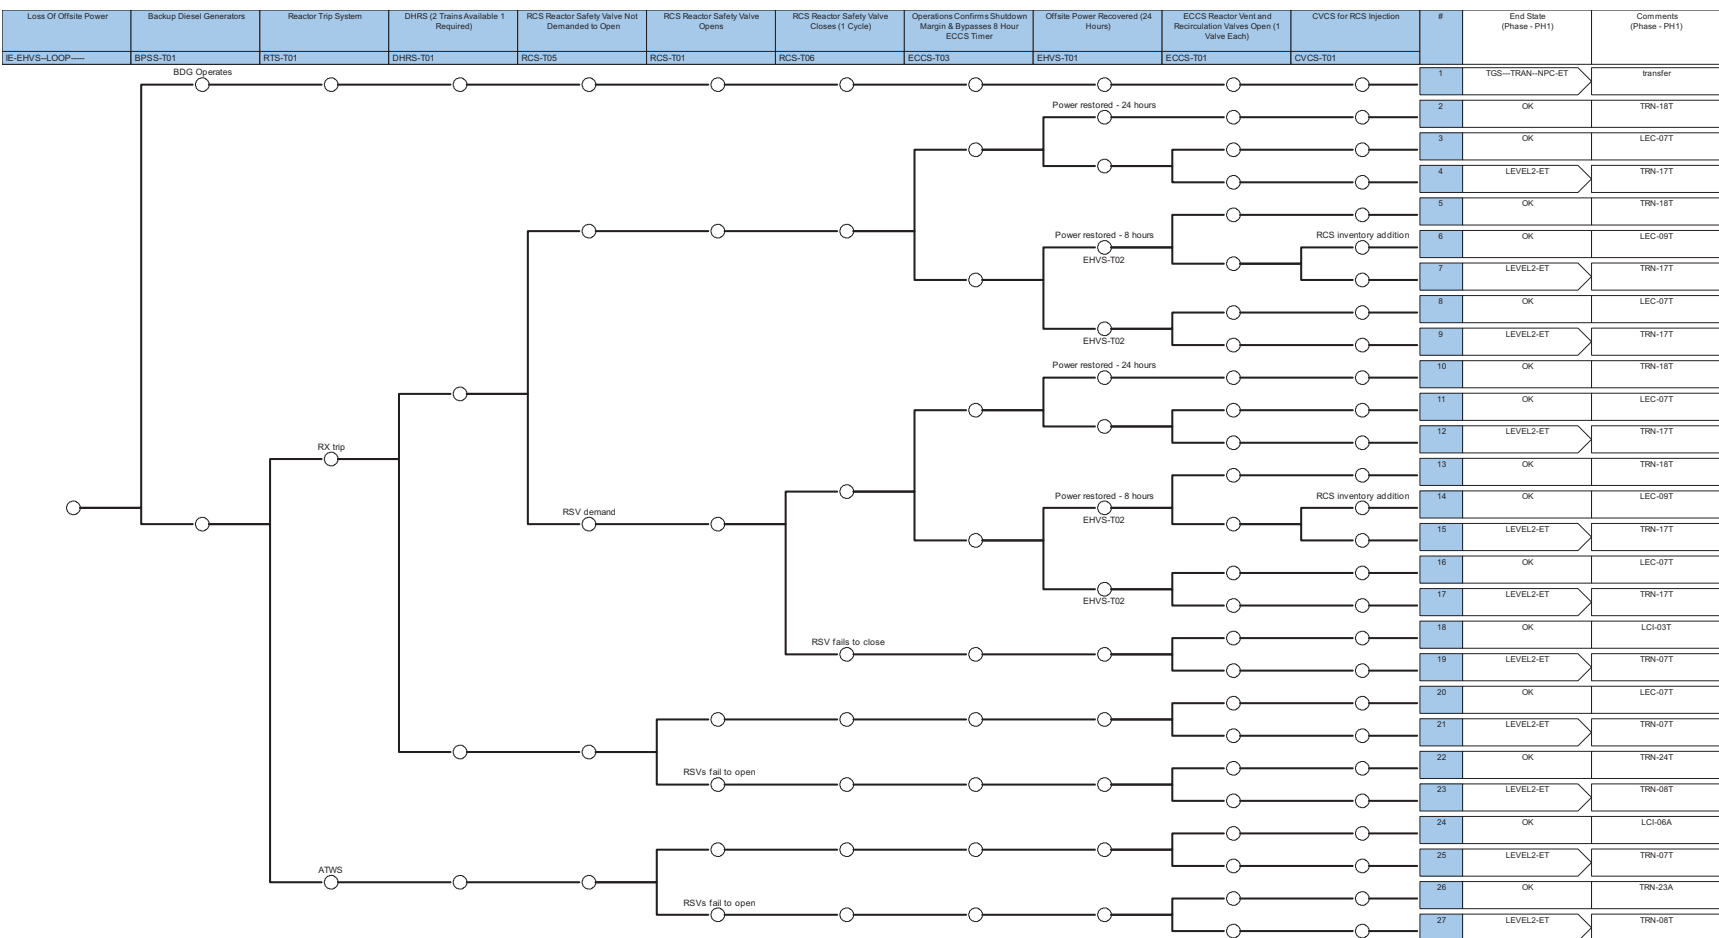 Loss Of Offsite Power
Backup Diesel Generators
Reactor Trip System
DHRS (2 Trains Available 1
Required)
RCS Reactor Safety Valve Not
Demanded to Open
RCS Reactor Safety Valve
Opens
RCS Reactor Safety Valve
Closes (1 Cycle)
Operations Confirms Shutdown
Margin & Bypasses 8 Hour
ECCS Timer
Offsite Power Recovered (24
Hours)
ECCS Reactor Vent and
Recirculation Valves Open (1
Valve Each)
CVCS for RCS Injection
#
End State
(Phase - PH1)
Comments
(Phase - PH1)
IE-EHVS--LOOP-----
BPSS-T01
RTS-T01
DHRS-T01
RCS-T05
RCS-T01
RCS-T06
ECCS-T03
EHVS-T01
ECCS-T01
CVCS-T01
BDG Operates
1
TGS---TRAN--NPC-ET
transfer
Power restored - 24 hours
2
OK
TRN-18T
3
OK
LEC-07T
4
LEVEL2-ET
TRN-17T
5
OK
TRN-18T
Power restored - 8 hours
EHVS-T02
RCS inventory addition
6
OK
LEC-09T
7
LEVEL2-ET
TRN-17T
8
OK
LEC-07T
EHVS-T02
9
LEVEL2-ET
TRN-17T
Power restored - 24 hours
10
OK
TRN-18T
11
OK
LEC-07T
12
LEVEL2-ET
TRN-17T
RX trip
13
OK
TRN-18T
RSV demand
Power restored - 8 hours
EHVS-T02
RCS inventory addition
14
OK
LEC-09T
15
LEVEL2-ET
TRN-17T
16
OK
LEC-07T
EHVS-T02
17
LEVEL2-ET
TRN-17T
RSV fails to close
18
OK
LCI-03T
19
LEVEL2-ET
TRN-07T
20
OK
LEC-07T
21
LEVEL2-ET
TRN-07T
RSVs fail to open
22
OK
TRN-24T
23
LEVEL2-ET
TRN-08T
24
OK
LCI-06A
ATWS
25
LEVEL2-ET
TRN-07T
RSVs fail to open
26
OK
TRN-23A
27
LEVEL2-ET
TRN-08T